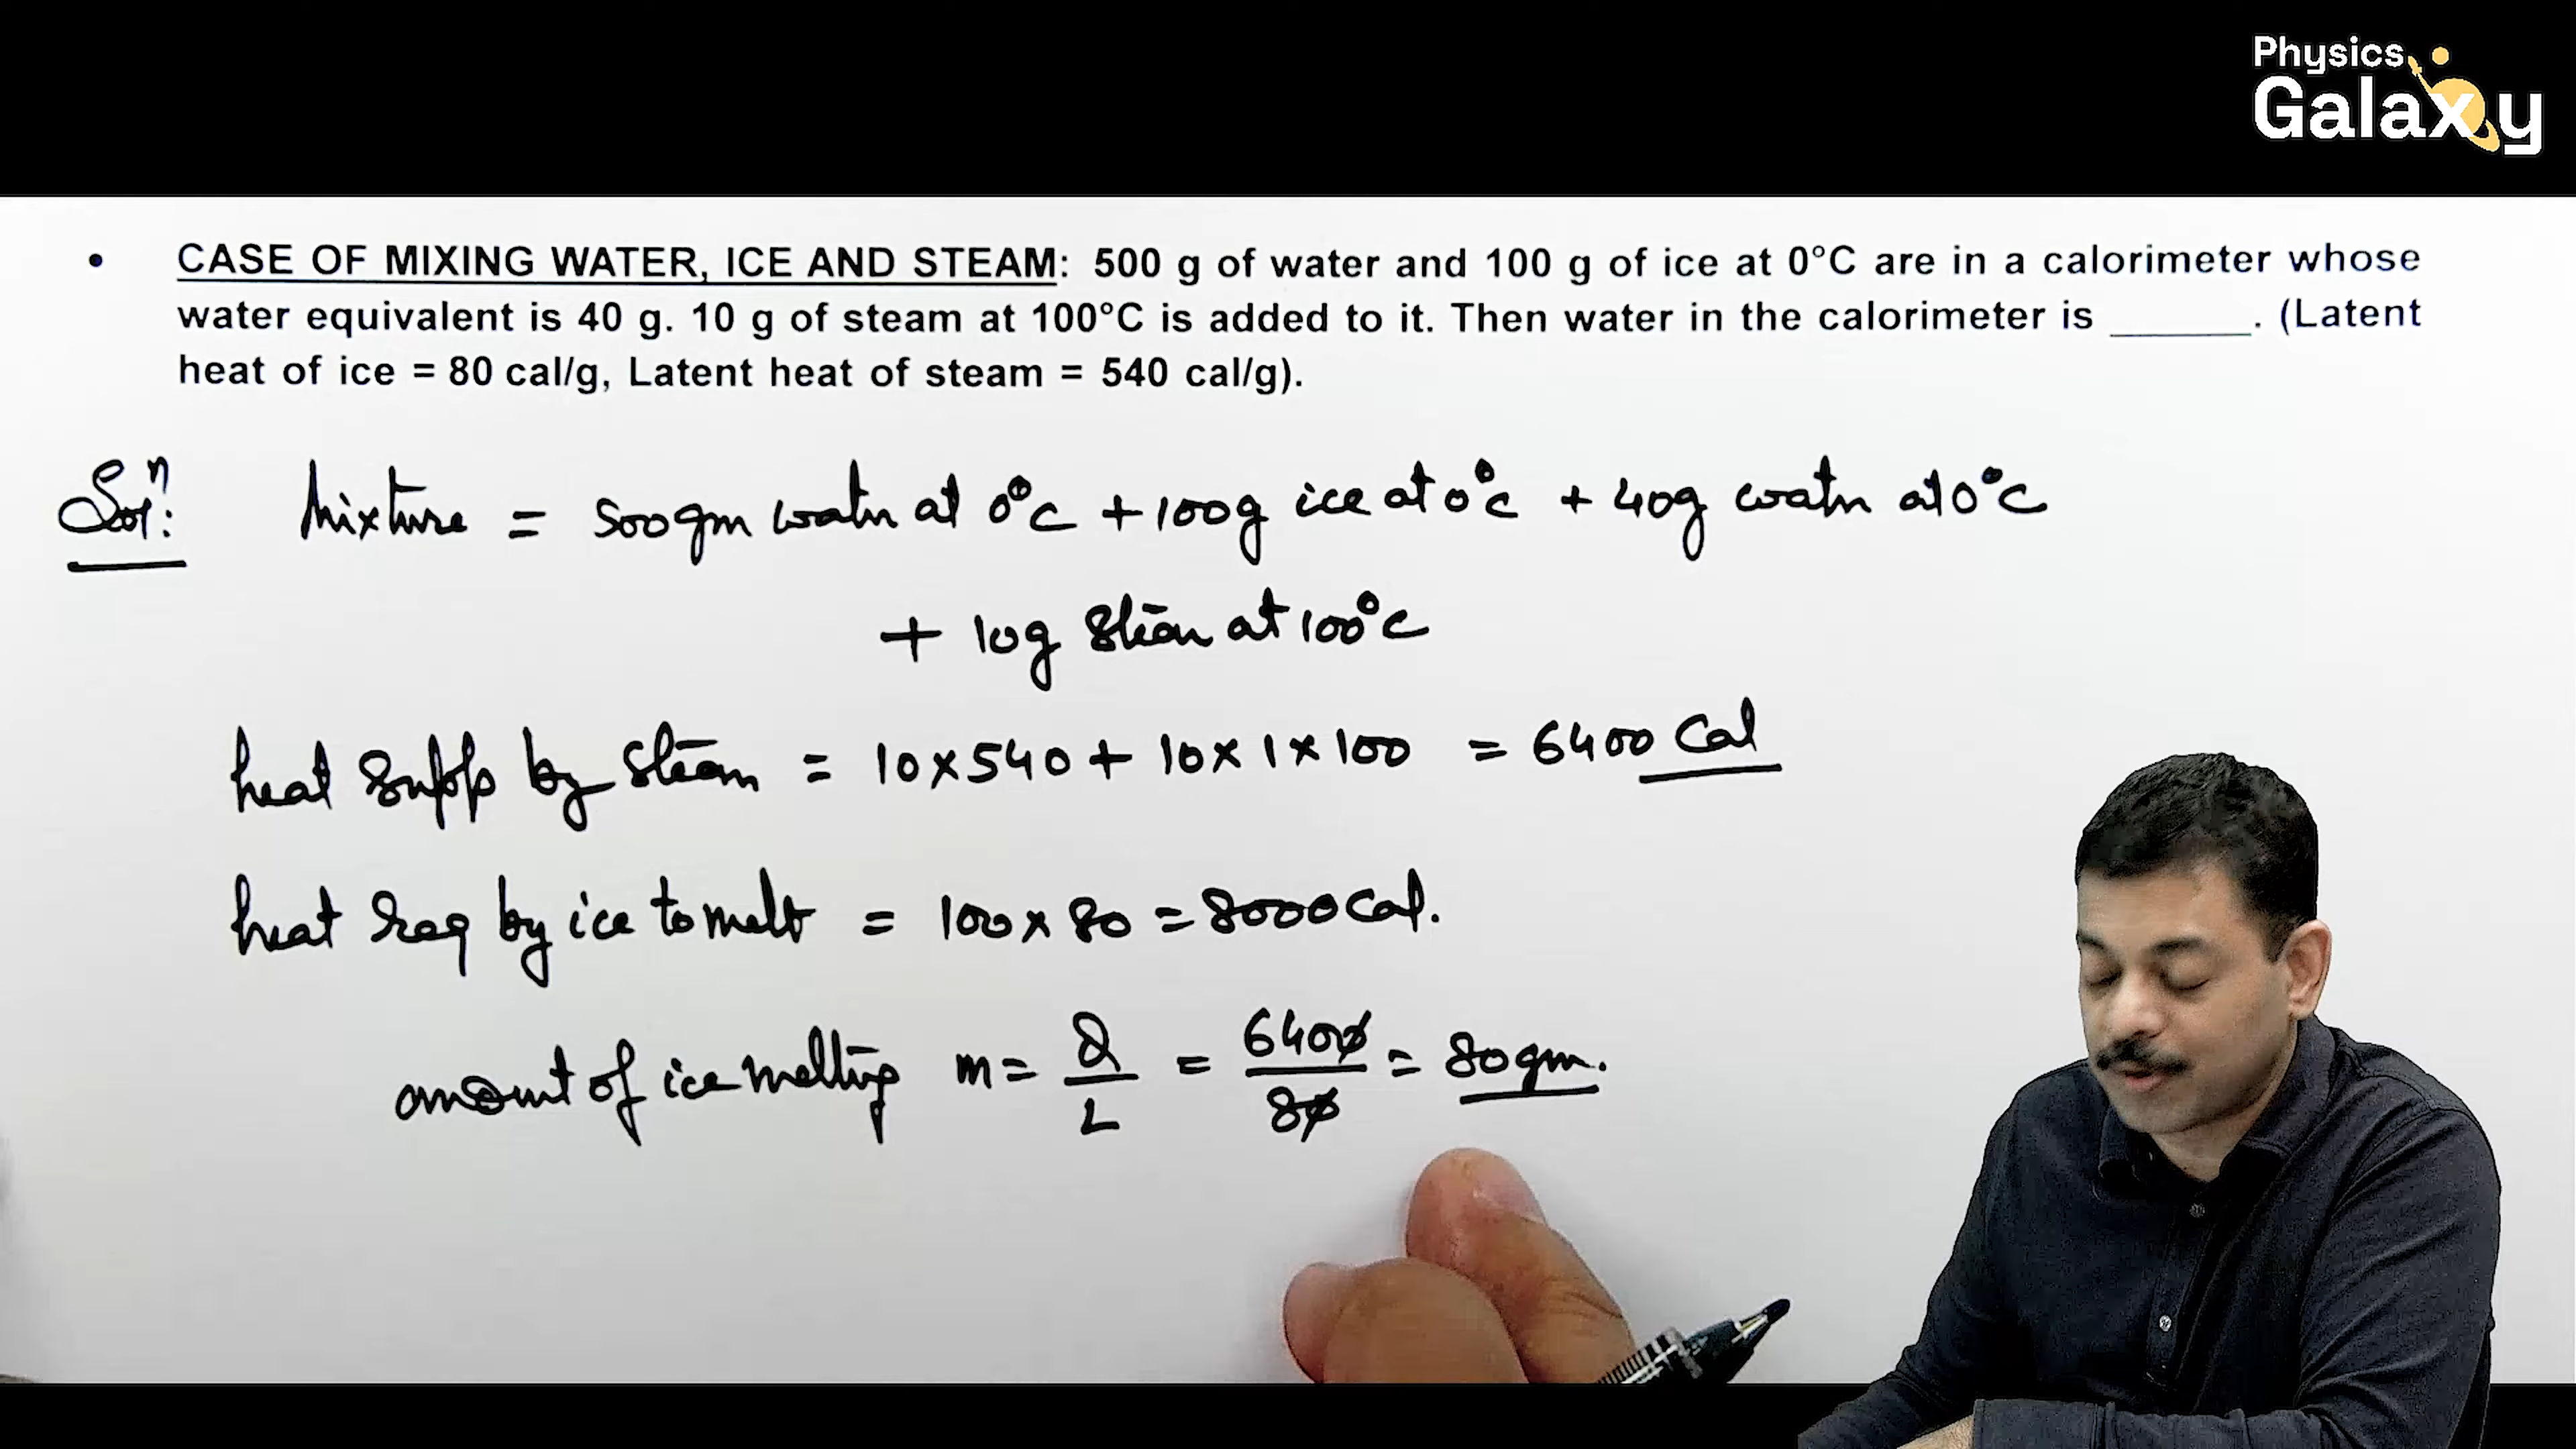 Physics
Galaxy
• CASE OF MIXING WATER, ICE AND STEAM: 500 g of water and 100 g of ice at 0°C are in a calorimeter whose
water equivalent is 40 g. 10 g of steam at 100°C is added to it. Then water in the calorimeter is ______. (Latent
heat of ice = 80 cal/g, Latent heat of steam = 540 cal/g).
Solⁿ: Mixture = 500gm water at 0°C + 100g ice at 0°C + 40g water at 0°C
+ 10g steam at 100°C
heat supp by steam = 10 × 540 + 10 × 1 × 100 = 6400 Cal
heat req by ice to melt = 100 × 80 = 8000 Cal.
amount of ice melting m = Q/L = 6400/80 = 80 gm.